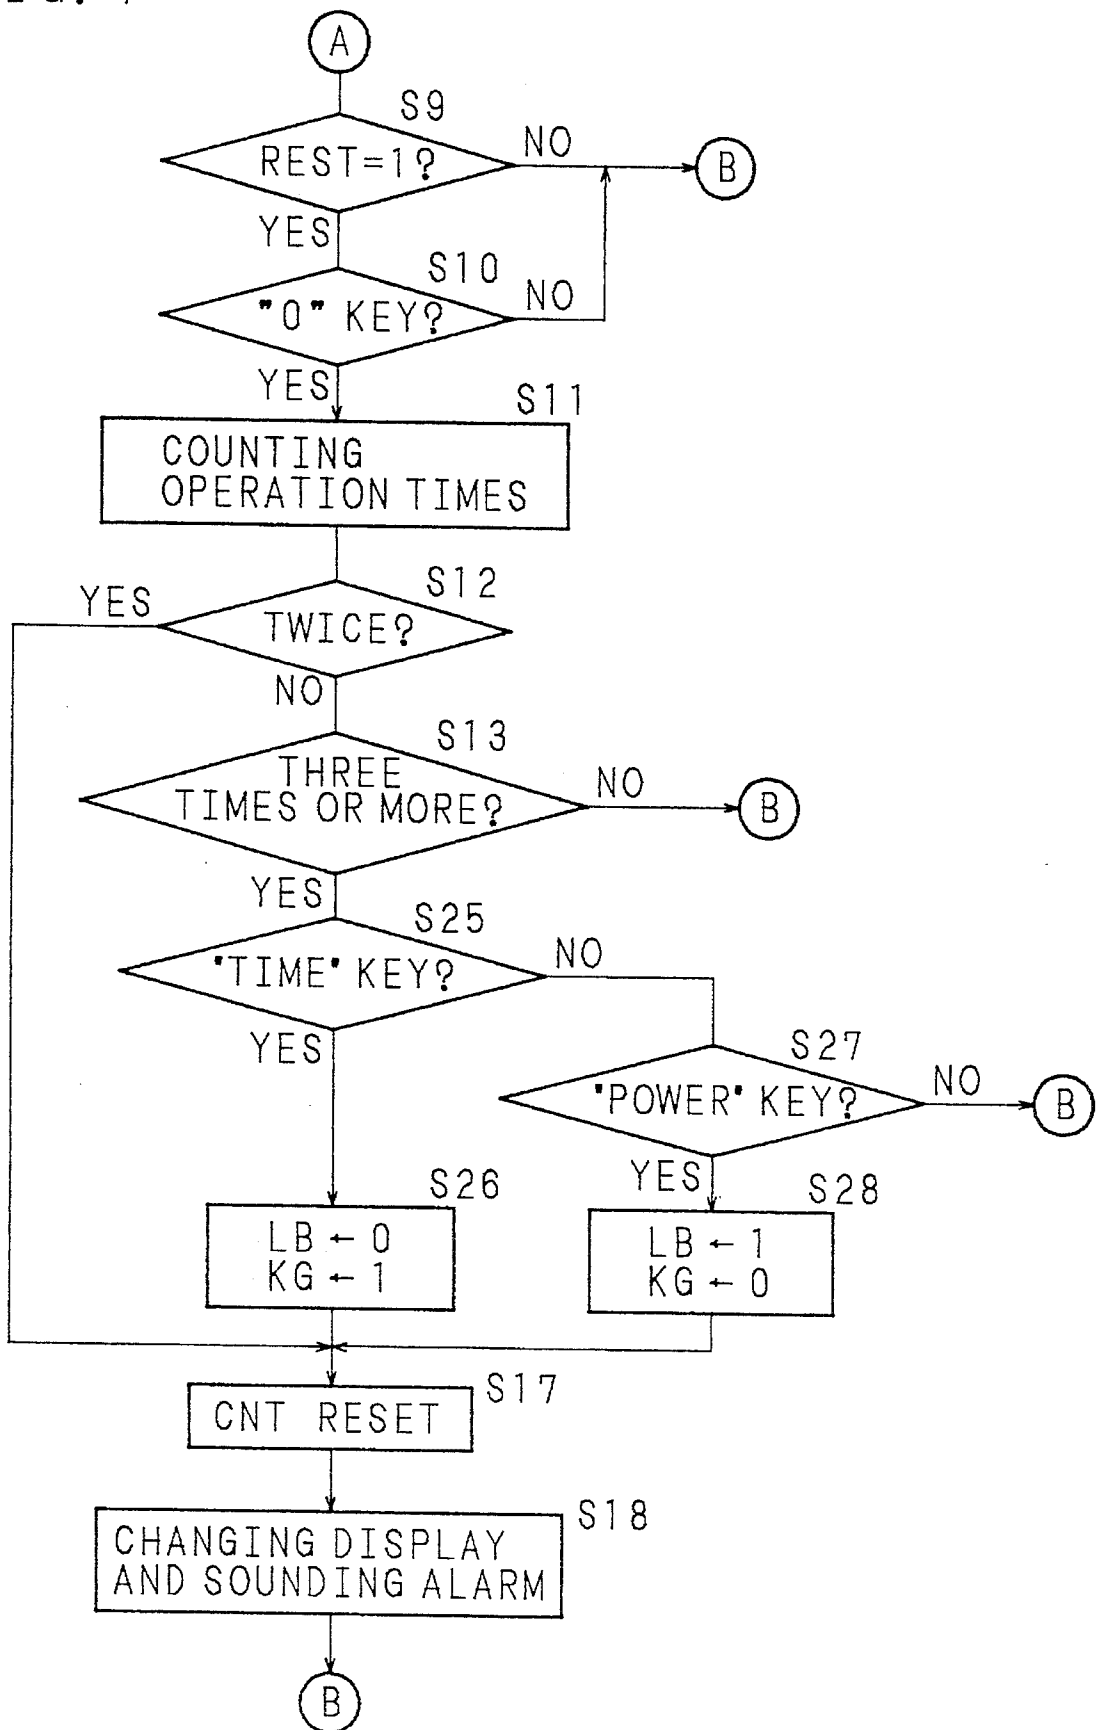 A
S9
REST=1?
NO
B
YES
S10
"0" KEY?
NO
YES
S11
COUNTING
OPERATION TIMES
S12
YES
TWICE?
NO
S13
THREE
TIMES OR MORE?
NO
B
YES
S25
"TIME" KEY?
NO
YES
S27
"POWER" KEY?
NO
B
YES
S26
S28
LB ← 0
KG ← 1
LB ← 1
KG ← 0
S17
CNT RESET
S18
CHANGING DISPLAY
AND SOUNDING ALARM
B